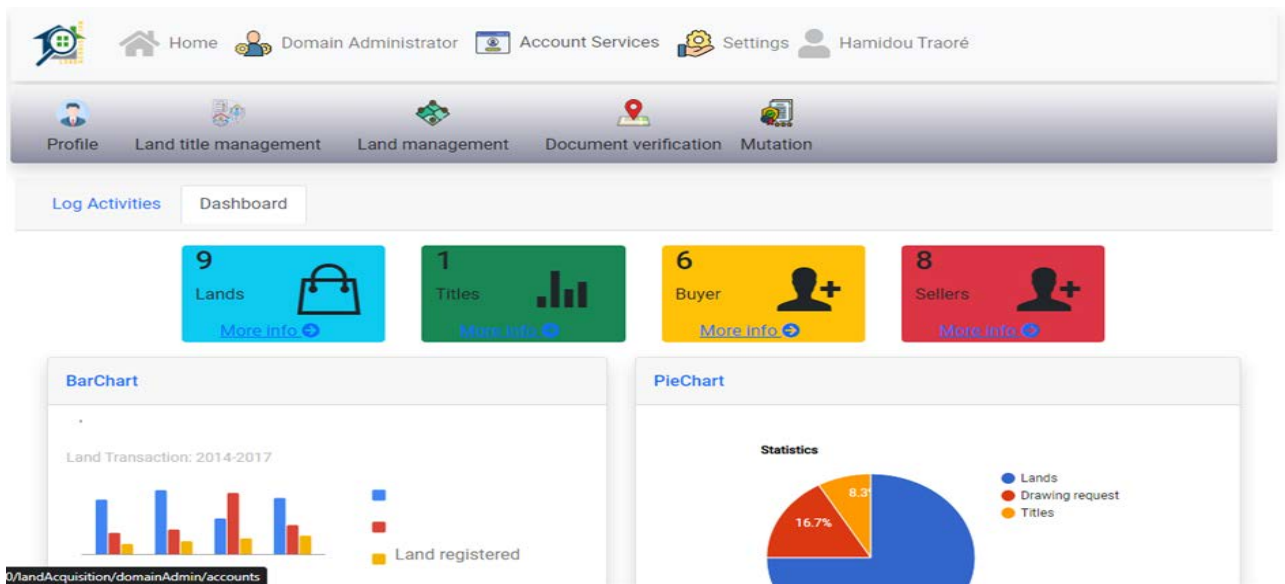 Home Domain Administrator Account Services Settings Hamidou Traoré
Profile Land title management Land management Document verification Mutation
Log Activities Dashboard
9 1 6 8
Lands Titles Buyer Sellers
More info More info More info More info
BarChart PieChart
Land Transaction: 2014-2017
Statistics
Lands
Drawing request
Titles
8.3
16.7%
Land registered
0/landAcquisition/domainAdmin/accounts